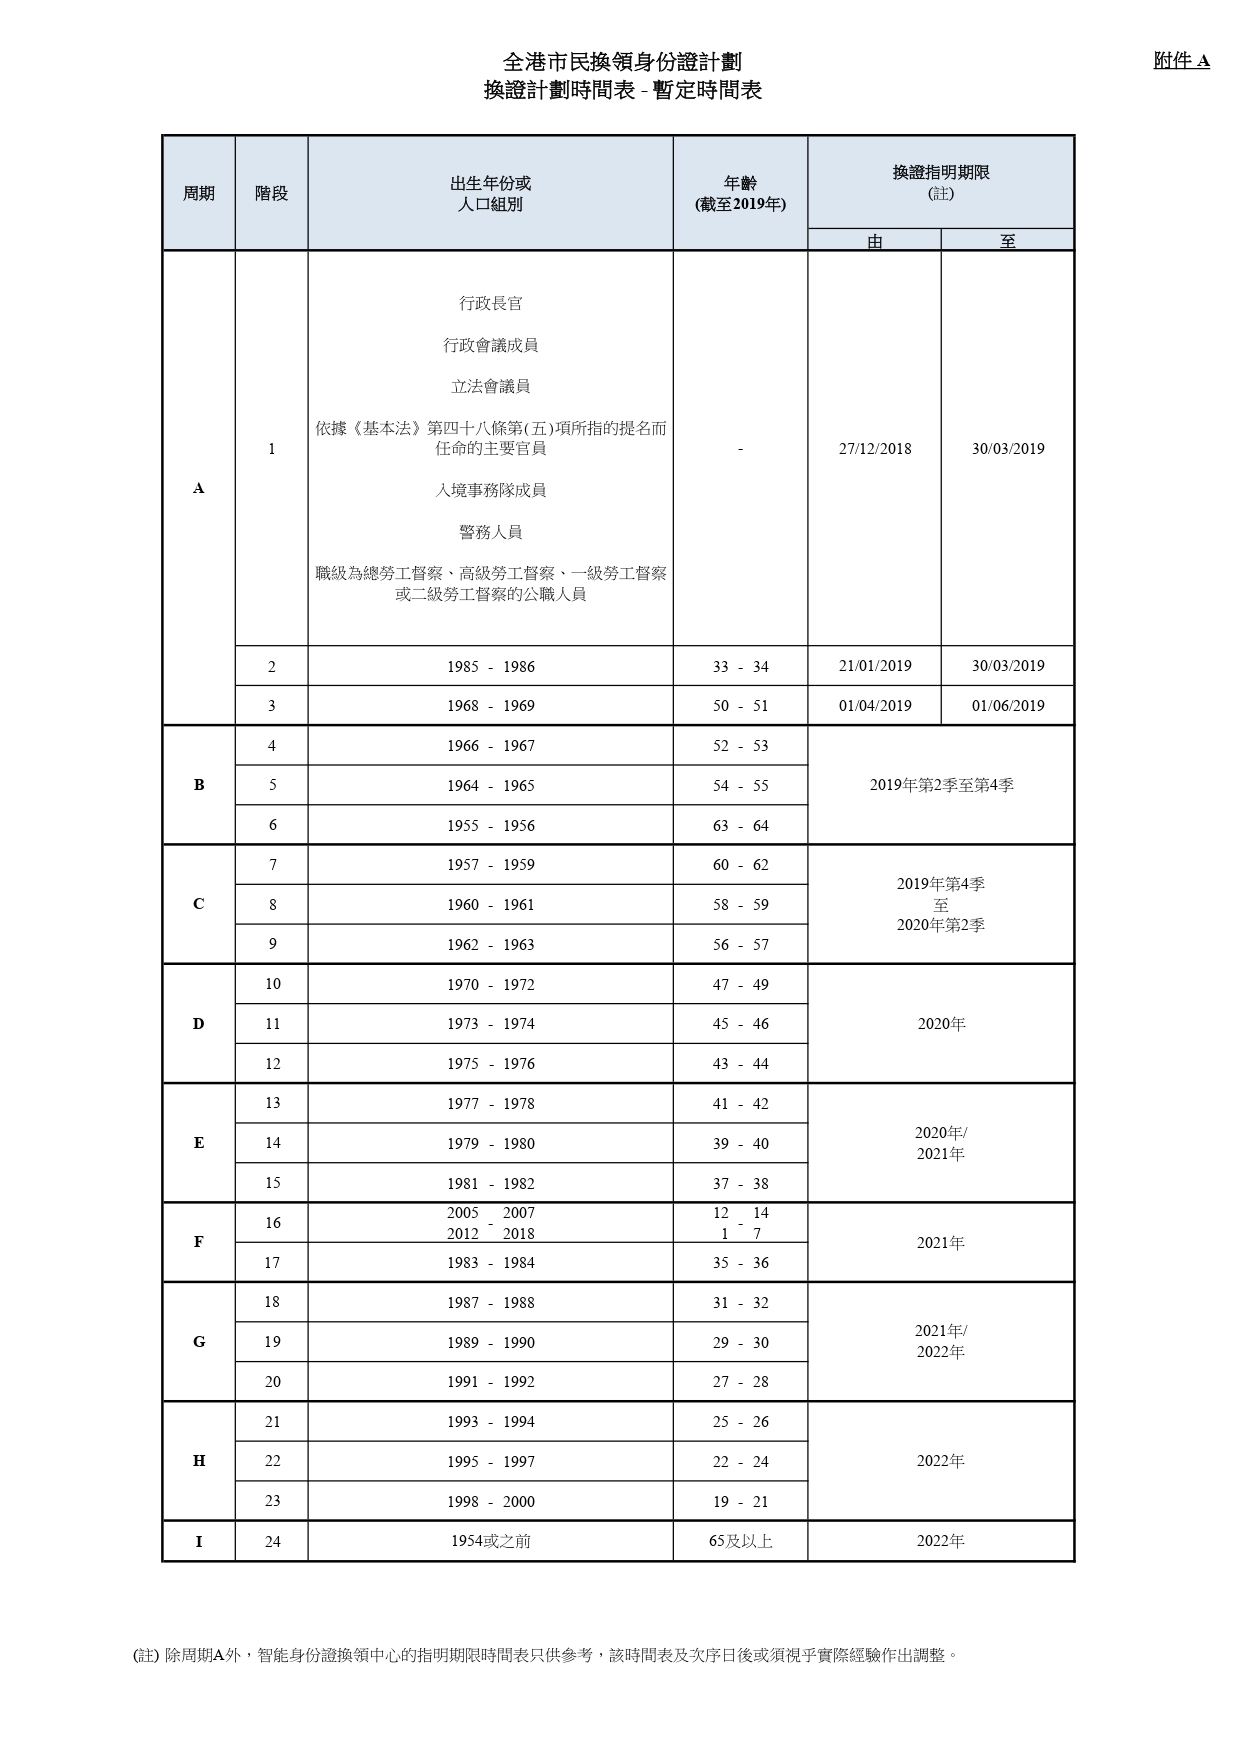 附件 A
全港市民換領身份證計劃
換證計劃時間表 - 暫定時間表
周期 階段 出生年份或 人口組別 年齡 (截至2019年) 換證指明期限 (註)
由 至
A
1
行政長官
行政會議成員
立法會議員
依據《基本法》第四十八條第(五)項所指的提名而
任命的主要官員
入境事務隊成員
警務人員
職級為總勞工督察、高級勞工督察、一級勞工督察
或二級勞工督察的公職人員
- 27/12/2018 30/03/2019
2 1985 - 1986 33 - 34 21/01/2019 30/03/2019
3 1968 - 1969 50 - 51 01/04/2019 01/06/2019
B
4 1966 - 1967 52 - 53
5 1964 - 1965 54 - 55 2019年第2季至第4季
6 1955 - 1956 63 - 64
C
7 1957 - 1959 60 - 62
8 1960 - 1961 58 - 59
9 1962 - 1963 56 - 57
2019年第4季
至
2020年第2季
D
10 1970 - 1972 47 - 49
11 1973 - 1974 45 - 46 2020年
12 1975 - 1976 43 - 44
E
13 1977 - 1978 41 - 42
14 1979 - 1980 39 - 40
15 1981 - 1982 37 - 38
2020年/
2021年
F
16 2005 - 2007 12 - 14
2012 2018 1 7
17 1983 - 1984 35 - 36
2021年
G
18 1987 - 1988 31 - 32
19 1989 - 1990 29 - 30
20 1991 - 1992 27 - 28
2021年/
2022年
H
21 1993 - 1994 25 - 26
22 1995 - 1997 22 - 24 2022年
23 1998 - 2000 19 - 21
I 24 1954或之前 65及以上 2022年
(註) 除周期A外，智能身份證換領中心的指明期限時間表只供參考，該時間表及次序日後或須視乎實際經驗作出調整。